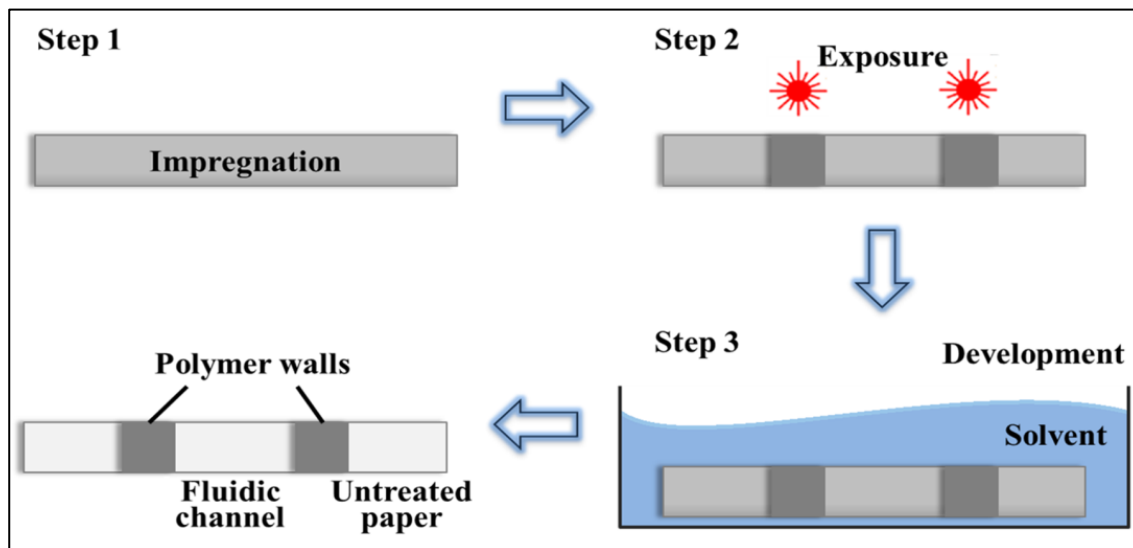 Step 1
Impregnation
Step 2
Exposure
Step 3
Development
Solvent
Polymer walls
Fluidic
channel
Untreated
paper